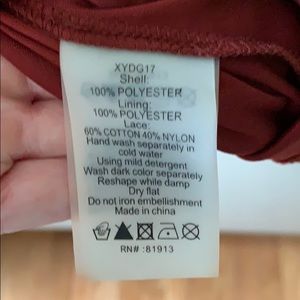 XYDG17
Shell:
100% POLYESTER
Lining:
100% POLYESTER
Lace:
60% COTTON 40% NYLON
Hand wash separately in
cold water
Using mild detergent
Wash dark color separately
Reshape while damp
Dry flat
Do not iron embellishment
Made in china
RN# :81913